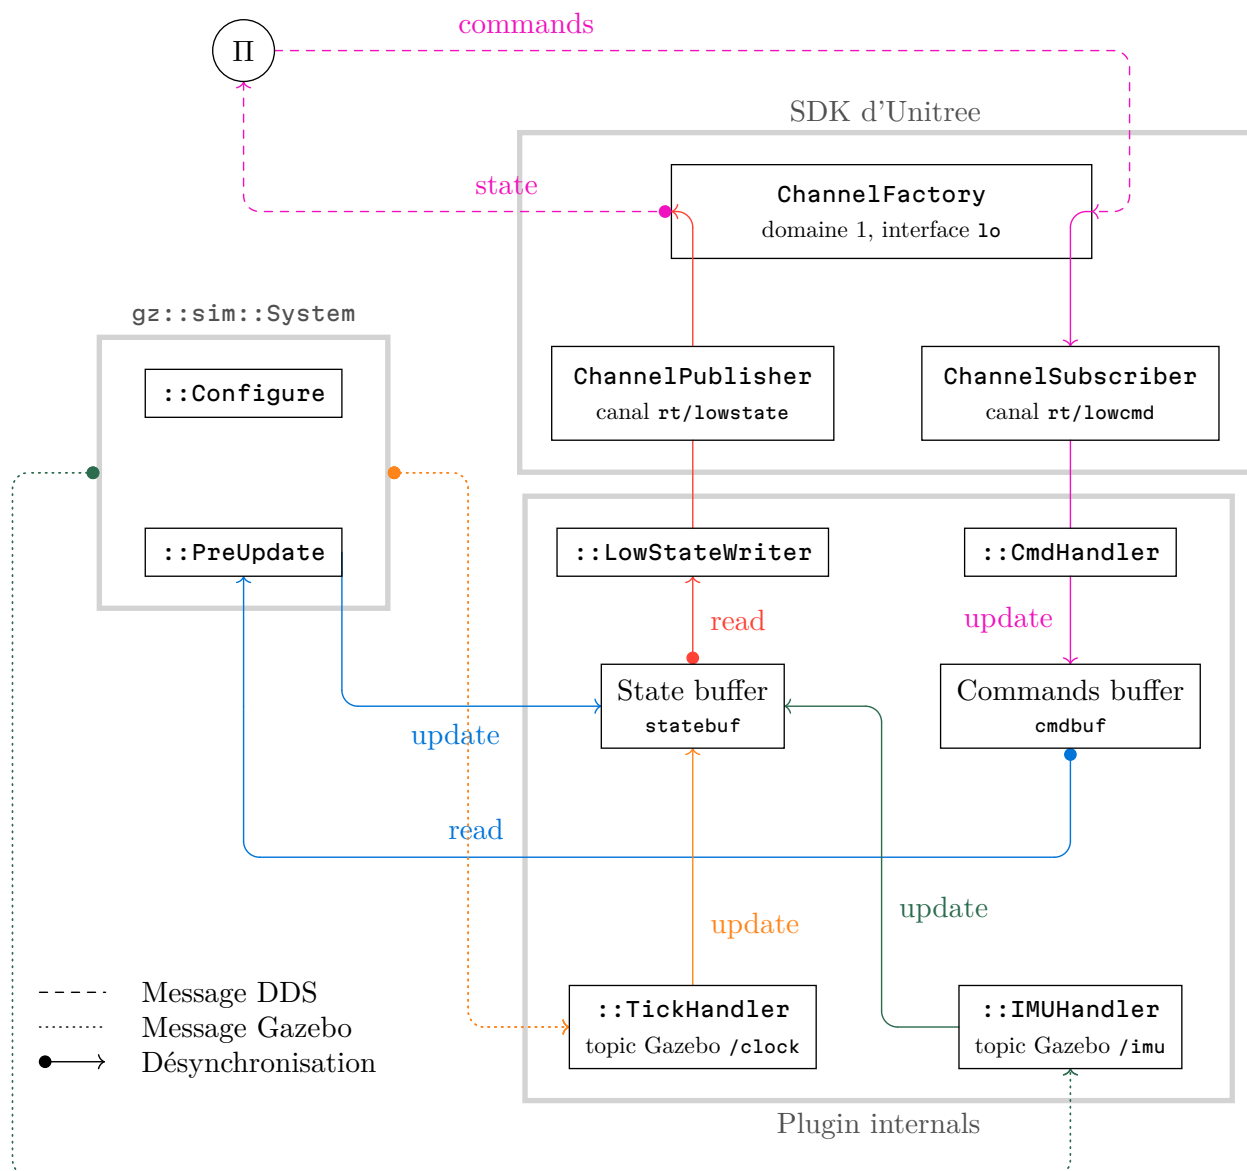 commands
Π
SDK d'Unitree
state
ChannelFactory
domaine 1, interface lo
gz::sim::System
::Configure
ChannelPublisher
canal rt/lowstate
ChannelSubscriber
canal rt/lowcmd
::PreUpdate
::LowStateWriter
::CmdHandler
read
update
State buffer
statebuf
Commands buffer
cmdbuf
update
read
update
update
Message DDS
Message Gazebo
Désynchronisation
::TickHandler
topic Gazebo /clock
::IMUHandler
topic Gazebo /imu
Plugin internals